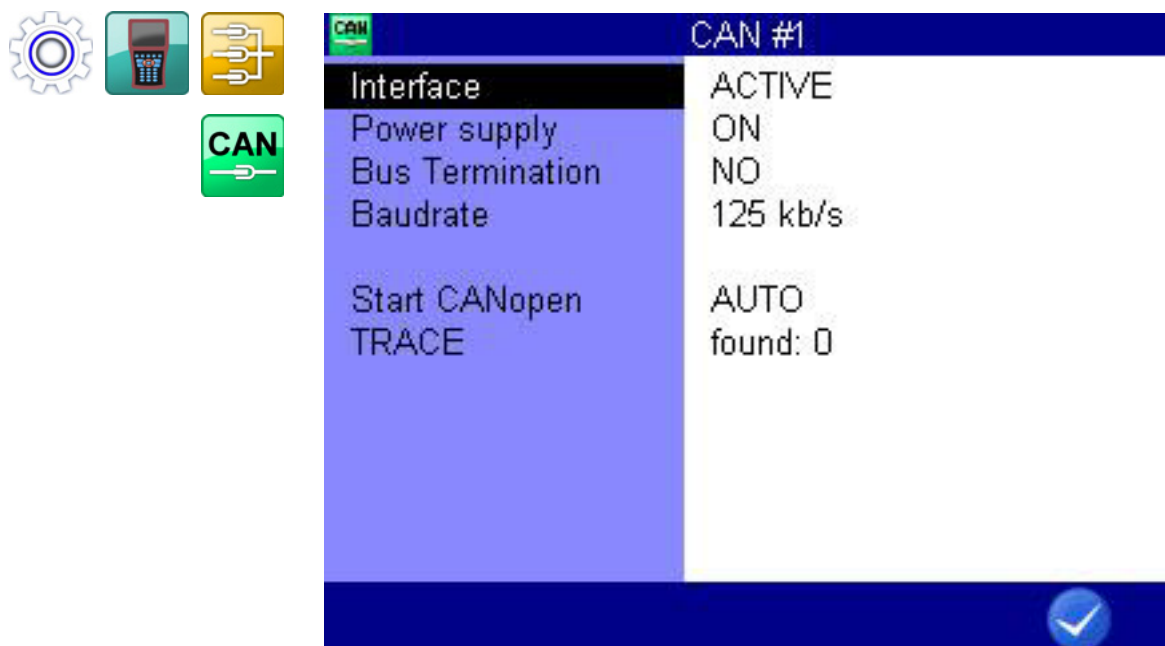 CAN
CAN #1
Interface ACTIVE
Power supply ON
Bus Termination NO
Baudrate 125 kb/s
Start CANopen AUTO
TRACE found: 0
CAN